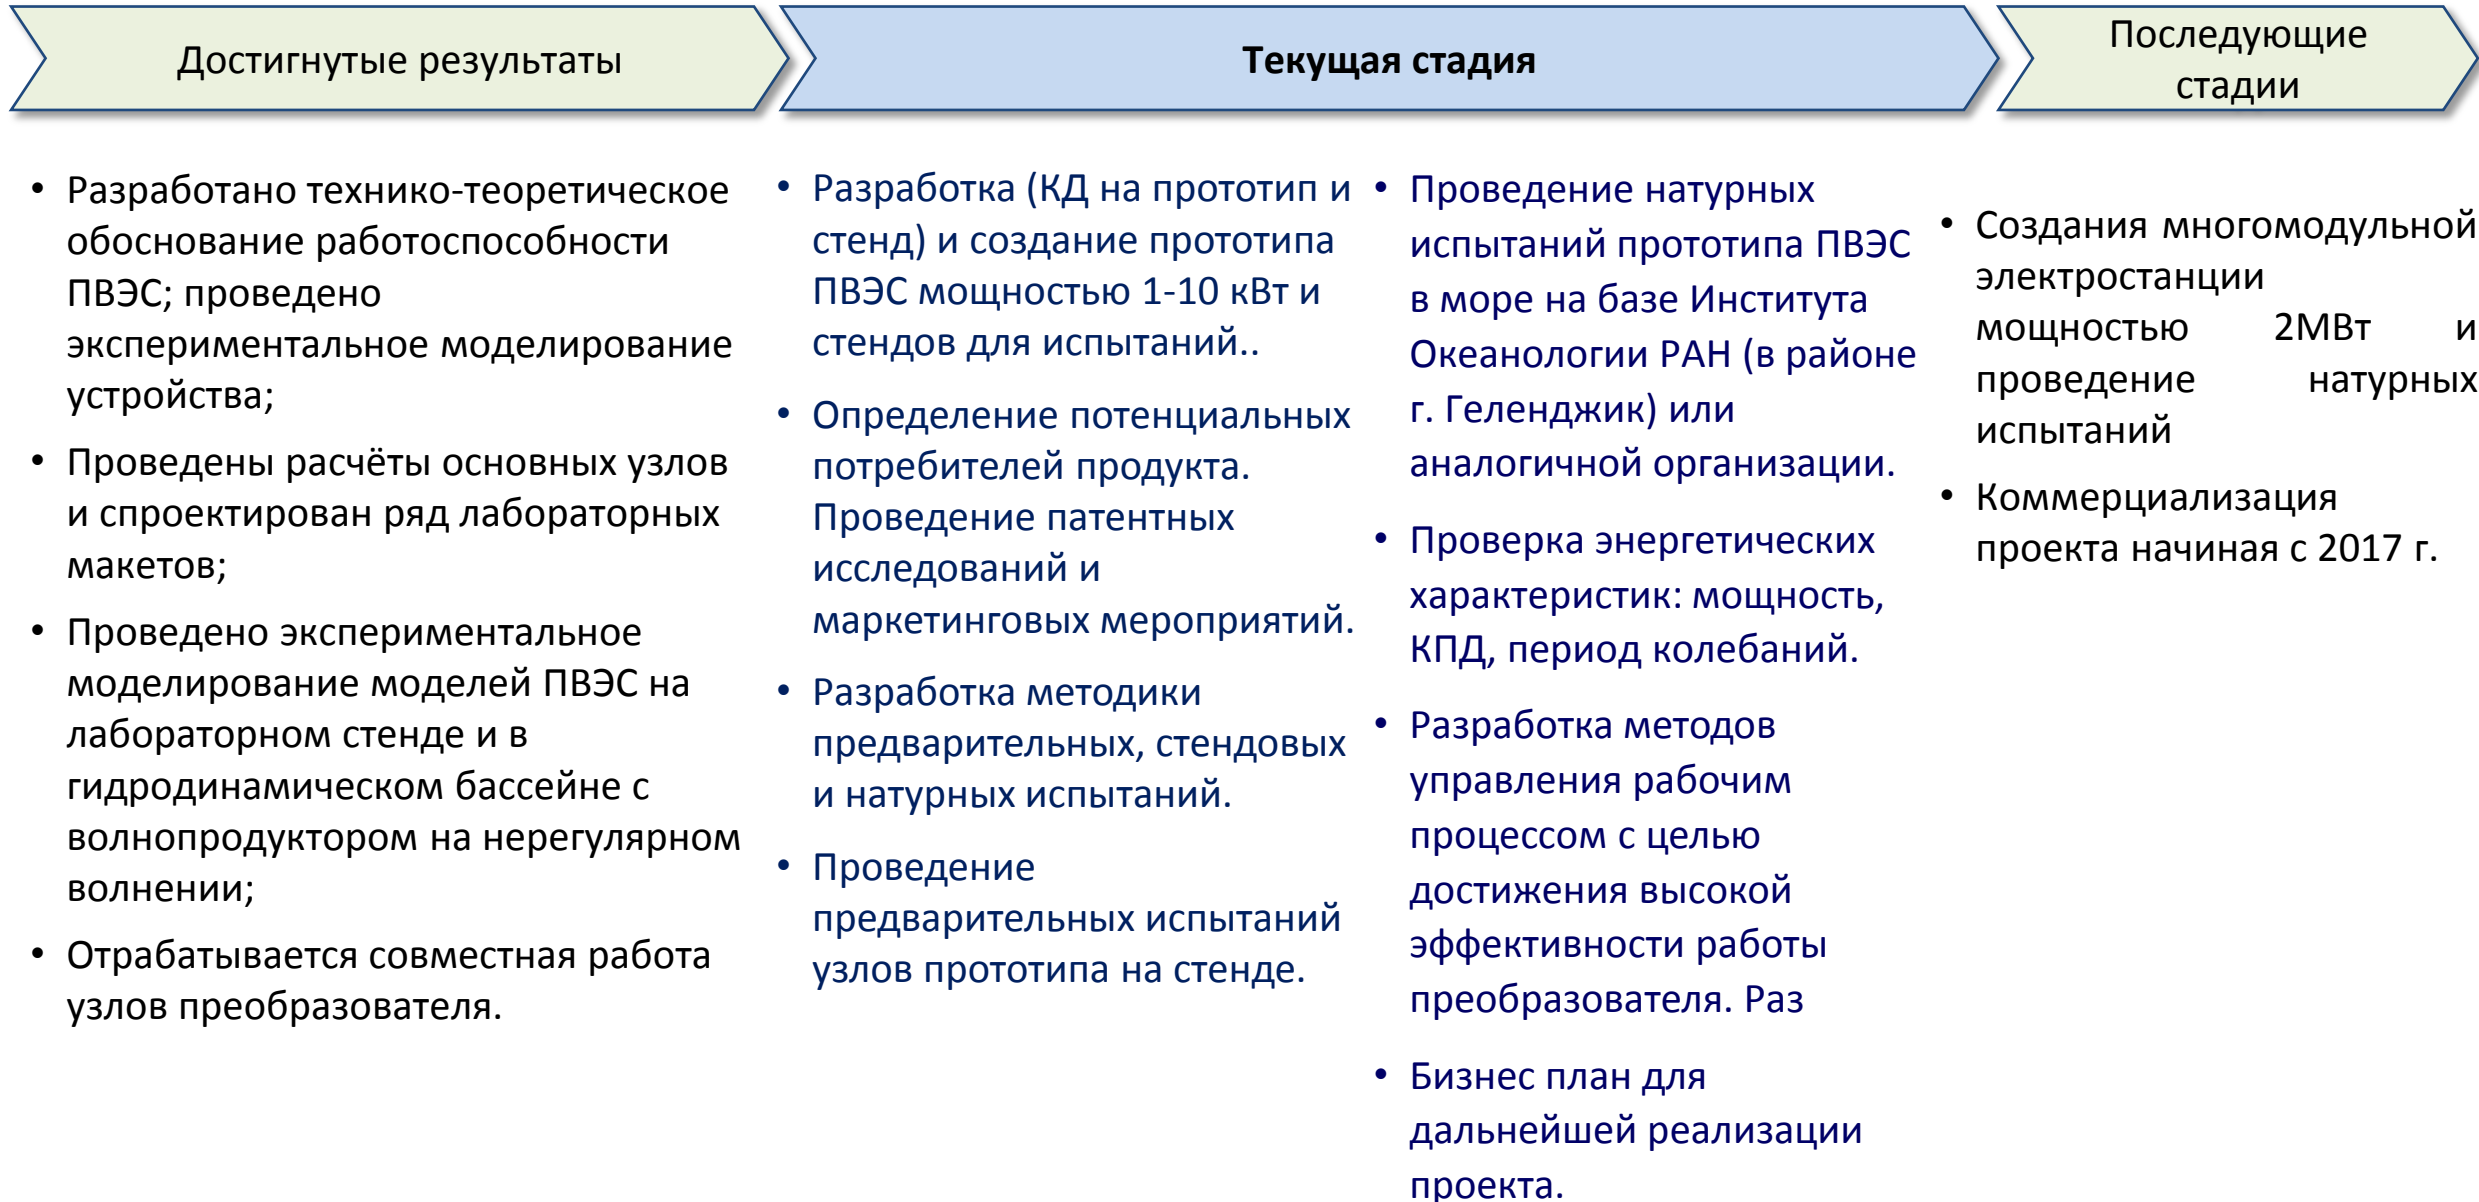 Достигнутые результаты
Текущая стадия
Последующие
стадии
• Разработано технико-теоретическое
обоснование работоспособности
ПВЭС; проведено
экспериментальное моделирование
устройства;
• Проведены расчёты основных узлов
и спроектирован ряд лабораторных
макетов;
• Проведено экспериментальное
моделирование моделей ПВЭС на
лабораторном стенде и в
гидродинамическом бассейне с
волнопродуктором на нерегулярном
волнении;
• Отрабатывается совместная работа
узлов преобразователя.
• Разработка (КД на прототип и
стенд) и создание прототипа
ПВЭС мощностью 1-10 кВт и
стендов для испытаний..
• Определение потенциальных
потребителей продукта.
Проведение патентных
исследований и
маркетинговых мероприятий.
• Разработка методики
предварительных, стендовых
и натурных испытаний.
• Проведение
предварительных испытаний
узлов прототипа на стенде.
• Проведение натурных
испытаний прототипа ПВЭС
в море на базе Института
Океанологии РАН (в районе
г. Геленджик) или
аналогичной организации.
• Проверка энергетических
характеристик: мощность,
КПД, период колебаний.
• Разработка методов
управления рабочим
процессом с целью
достижения высокой
эффективности работы
преобразователя. Раз
• Бизнес план для
дальнейшей реализации
проекта.
• Создания многомодульной
электростанции
мощностью 2МВт и
проведение натурных
испытаний
• Коммерциализация
проекта начиная с 2017 г.